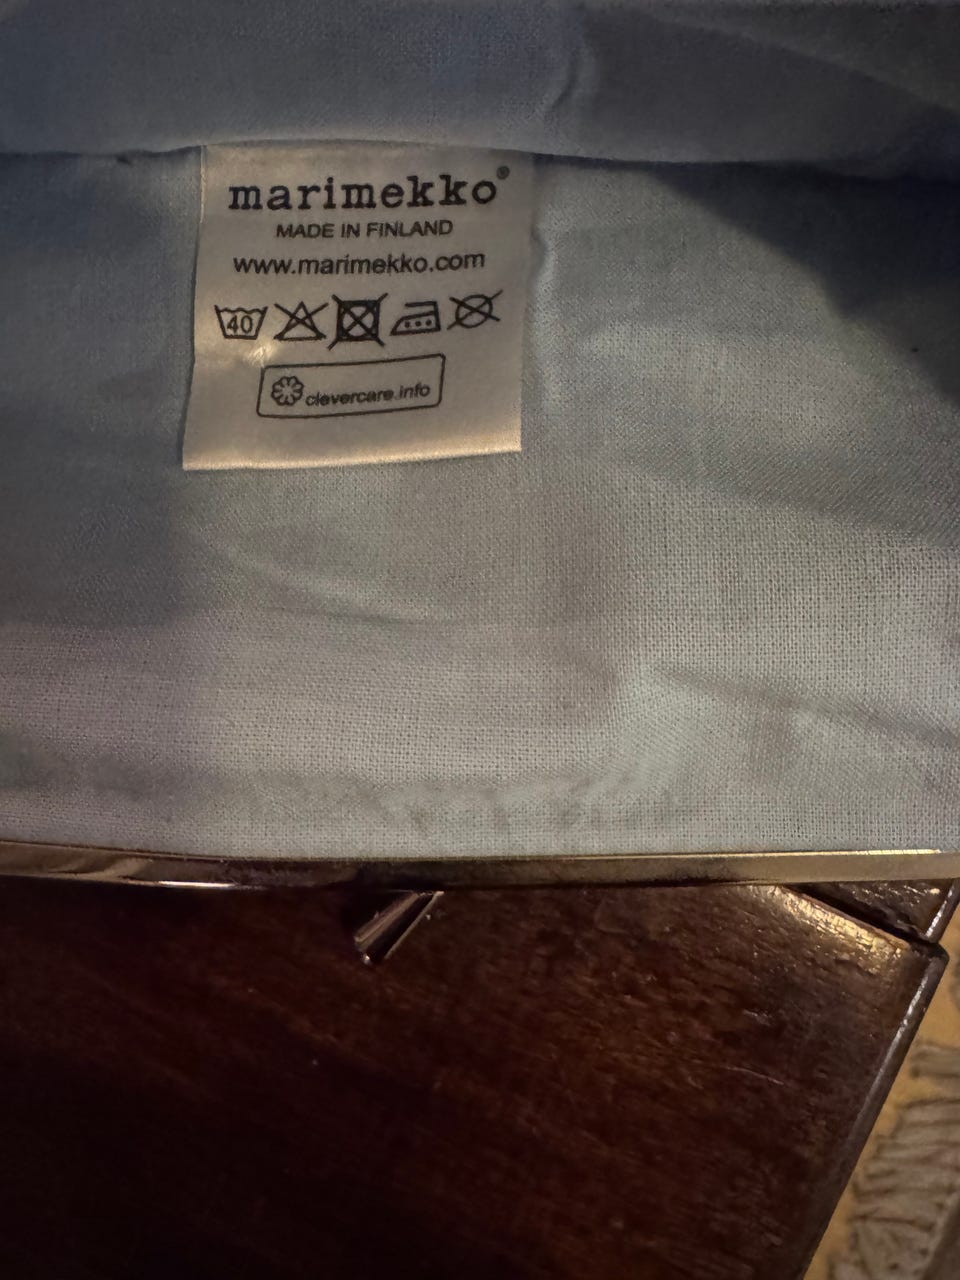 marimekko®
MADE IN FINLAND
www.marimekko.com
40
clevercare.info